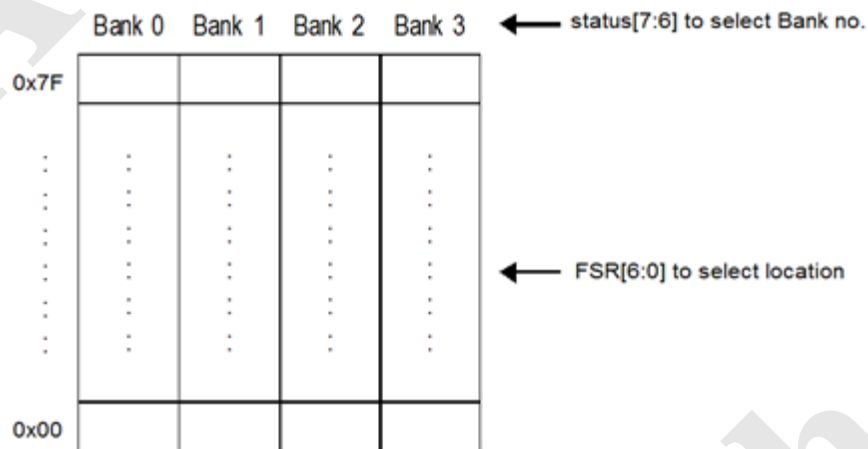 Bank 0 Bank 1 Bank 2 Bank 3 status[7:6] to select Bank no.
0x7F
FSR[6:0] to select location
0x00